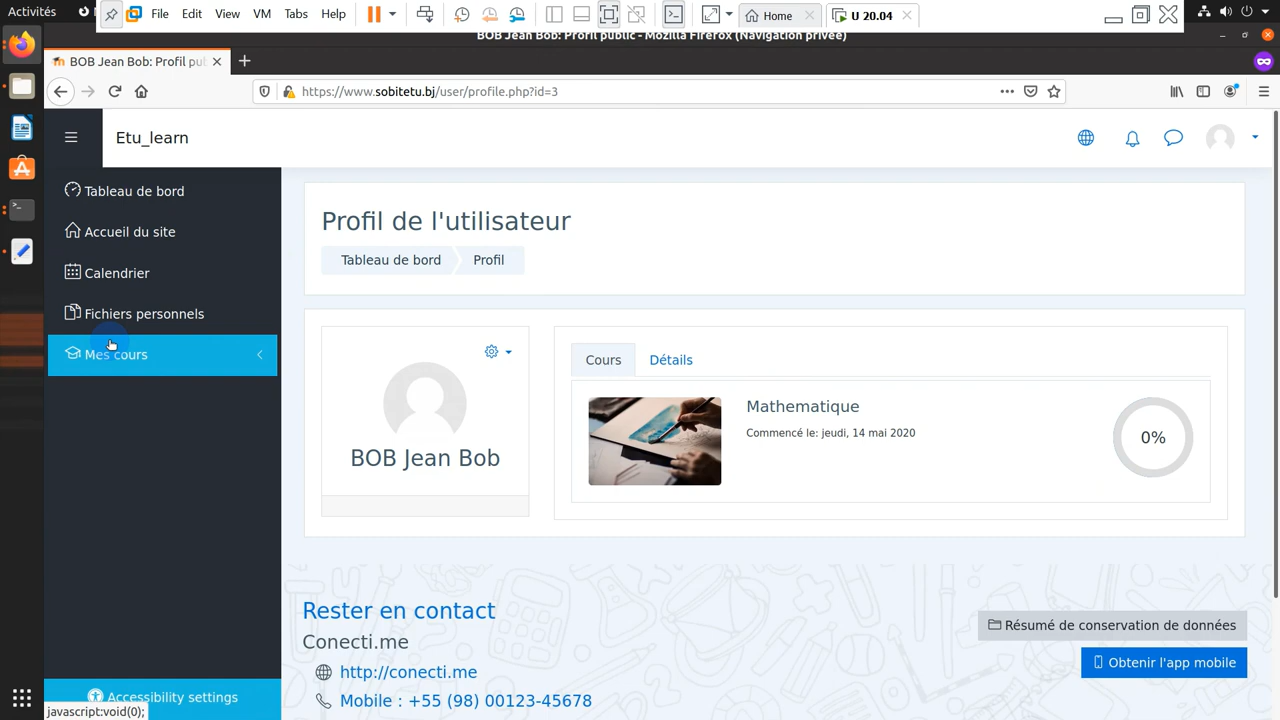 Activités
File Edit View VM Tabs Help
Home
U 20.04
BOB Jean Bob: Profil public - Mozilla Firefox (Navigation privée)
BOB Jean Bob: Profil pub
https://www.sobitetu.bj/user/profile.php?id=3
Etu_learn
Tableau de bord
Accueil du site
Calendrier
Fichiers personnels
Mes cours
Accessibility settings
javascript:void(0);
Profil de l'utilisateur
Tableau de bord
Profil
BOB Jean Bob
Cours
Détails
Mathematique
Commencé le: jeudi, 14 mai 2020
0%
Rester en contact
Conecti.me
http://conecti.me
Mobile : +55 (98) 00123-45678
Résumé de conservation de données
Obtenir l'app mobile